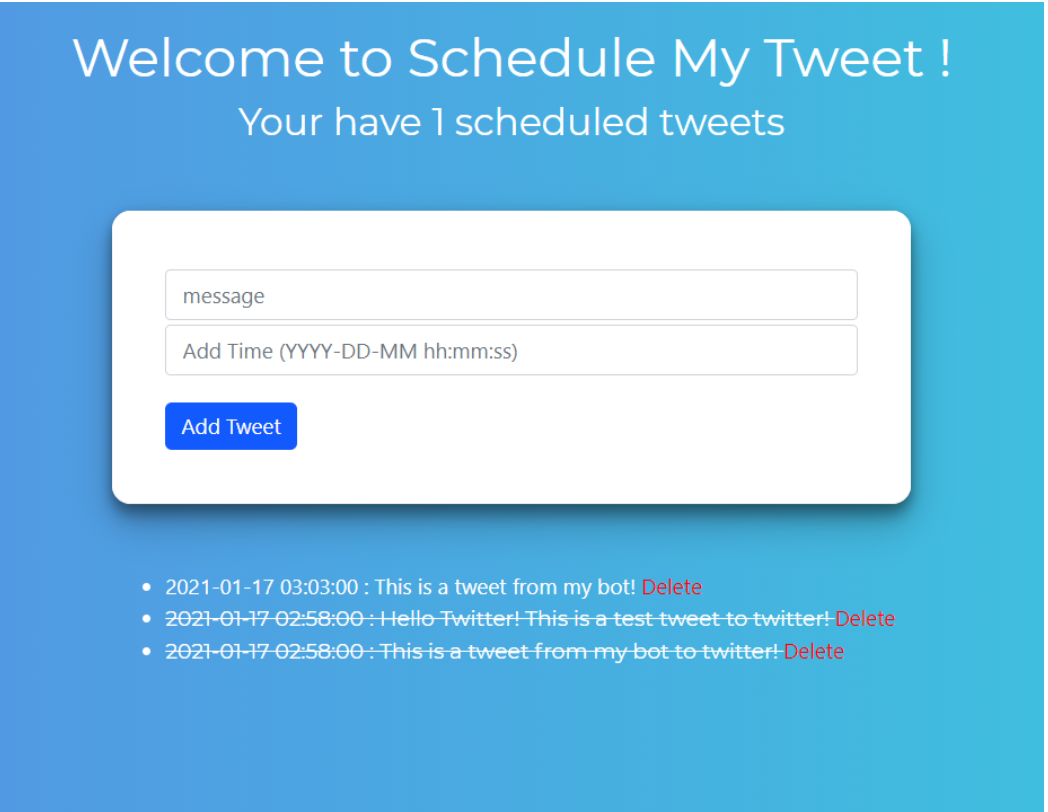 Welcome to Schedule My Tweet !
Your have 1 scheduled tweets
message
Add Time (YYYY-DD-MM hh:mm:ss)
Add Tweet
2021-01-17 03:03:00 : This is a tweet from my bot! Delete
2021-01-17 02:58:00 : Hello Twitter! This is a test tweet to twitter! Delete
2021-01-17 02:58:00 : This is a tweet from my bot to twitter! Delete